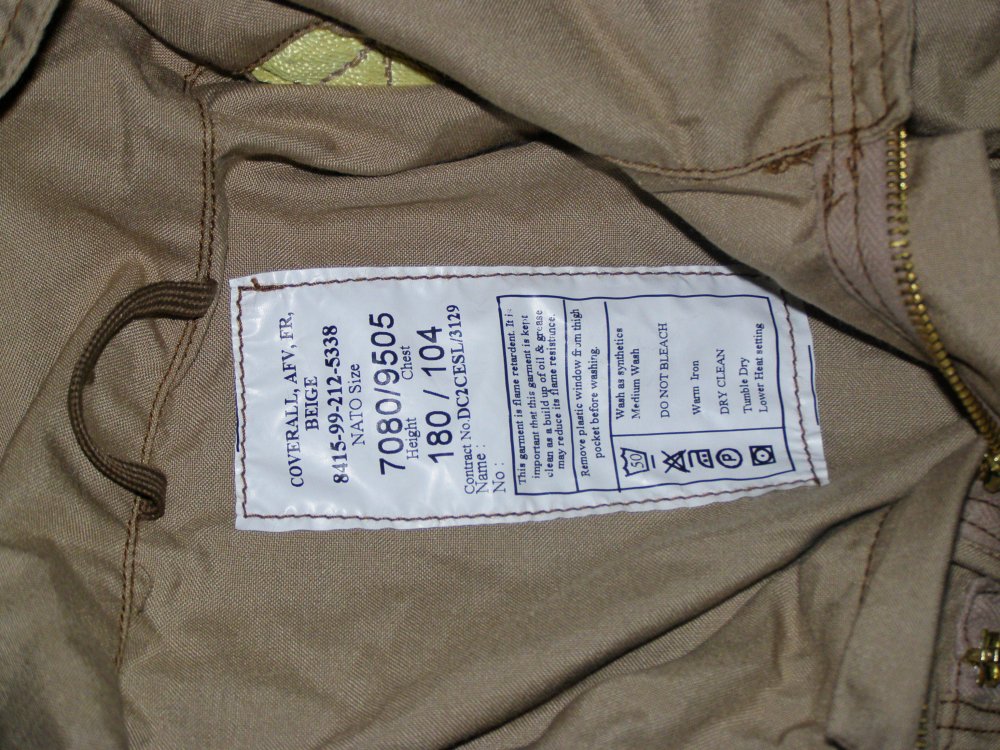 COVERALL, AFV, FR,
BEIGE
8415-99-212-5338
NATO Size
7080/9505
Height Chest
180 / 104
Contract No.DC2CESL/3129
Name :
No :
This garment is flame retardent. It is
important that this garment is kept
clean as a build up of oil & grease
may reduce its flame resistance.
Remove plastic window from thigh
pocket before washing.
50
Wash as synthetics
Medium Wash
DO NOT BLEACH
Warm Iron
P
DRY CLEAN
Tumble Dry
Lower Heat setting